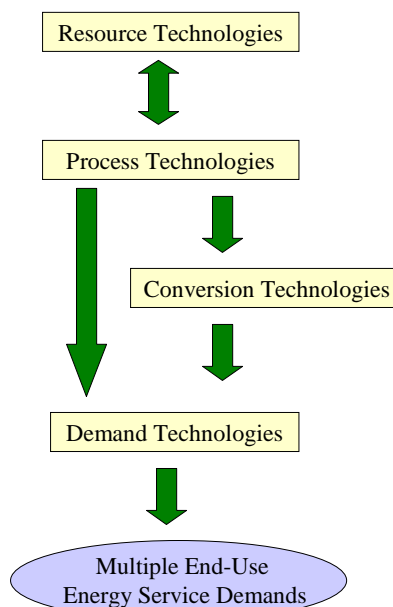 Resource Technologies
Process Technologies
Conversion Technologies
Demand Technologies
Multiple End-Use
Energy Service Demands